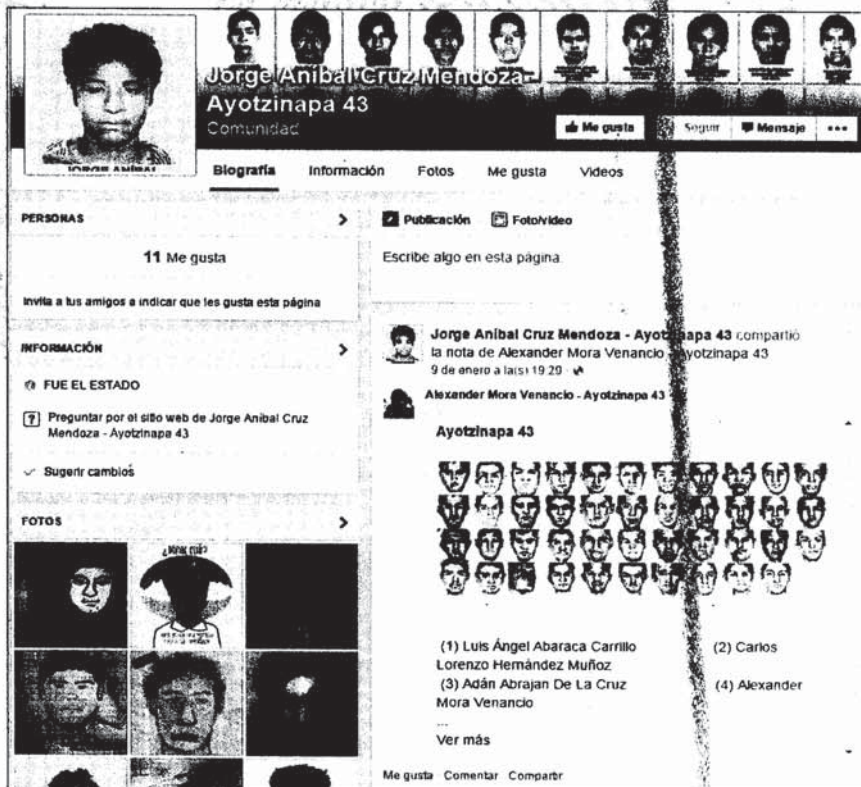 Jorge Aníbal Cruz Mendoza -
Ayotzinapa 43
Comunidad
Me gusta
Seguir
Mensaje
JORGE ANÍBAL
Biografía
Información
Fotos
Me gusta
Videos
PERSONAS
11 Me gusta
Invita a tus amigos a indicar que les gusta esta página
INFORMACIÓN
FUE EL ESTADO
Preguntar por el sitio web de Jorge Aníbal Cruz
Mendoza - Ayotzinapa 43
Sugerir cambios
FOTOS
Publicación
Foto/video
Escribe algo en esta página.
Jorge Aníbal Cruz Mendoza - Ayotzinapa 43 compartió
la nota de Alexander Mora Venancio - Ayotzinapa 43
9 de enero a la(s) 19:29
Alexander Mora Venancio - Ayotzinapa 43
Ayotzinapa 43
(1) Luis Ángel Abaraca Carrillo (2) Carlos
Lorenzo Hernández Muñoz
(3) Adán Abrajan De La Cruz (4) Alexander
Mora Venancio
...
Ver más
Me gusta Comentar Compartir